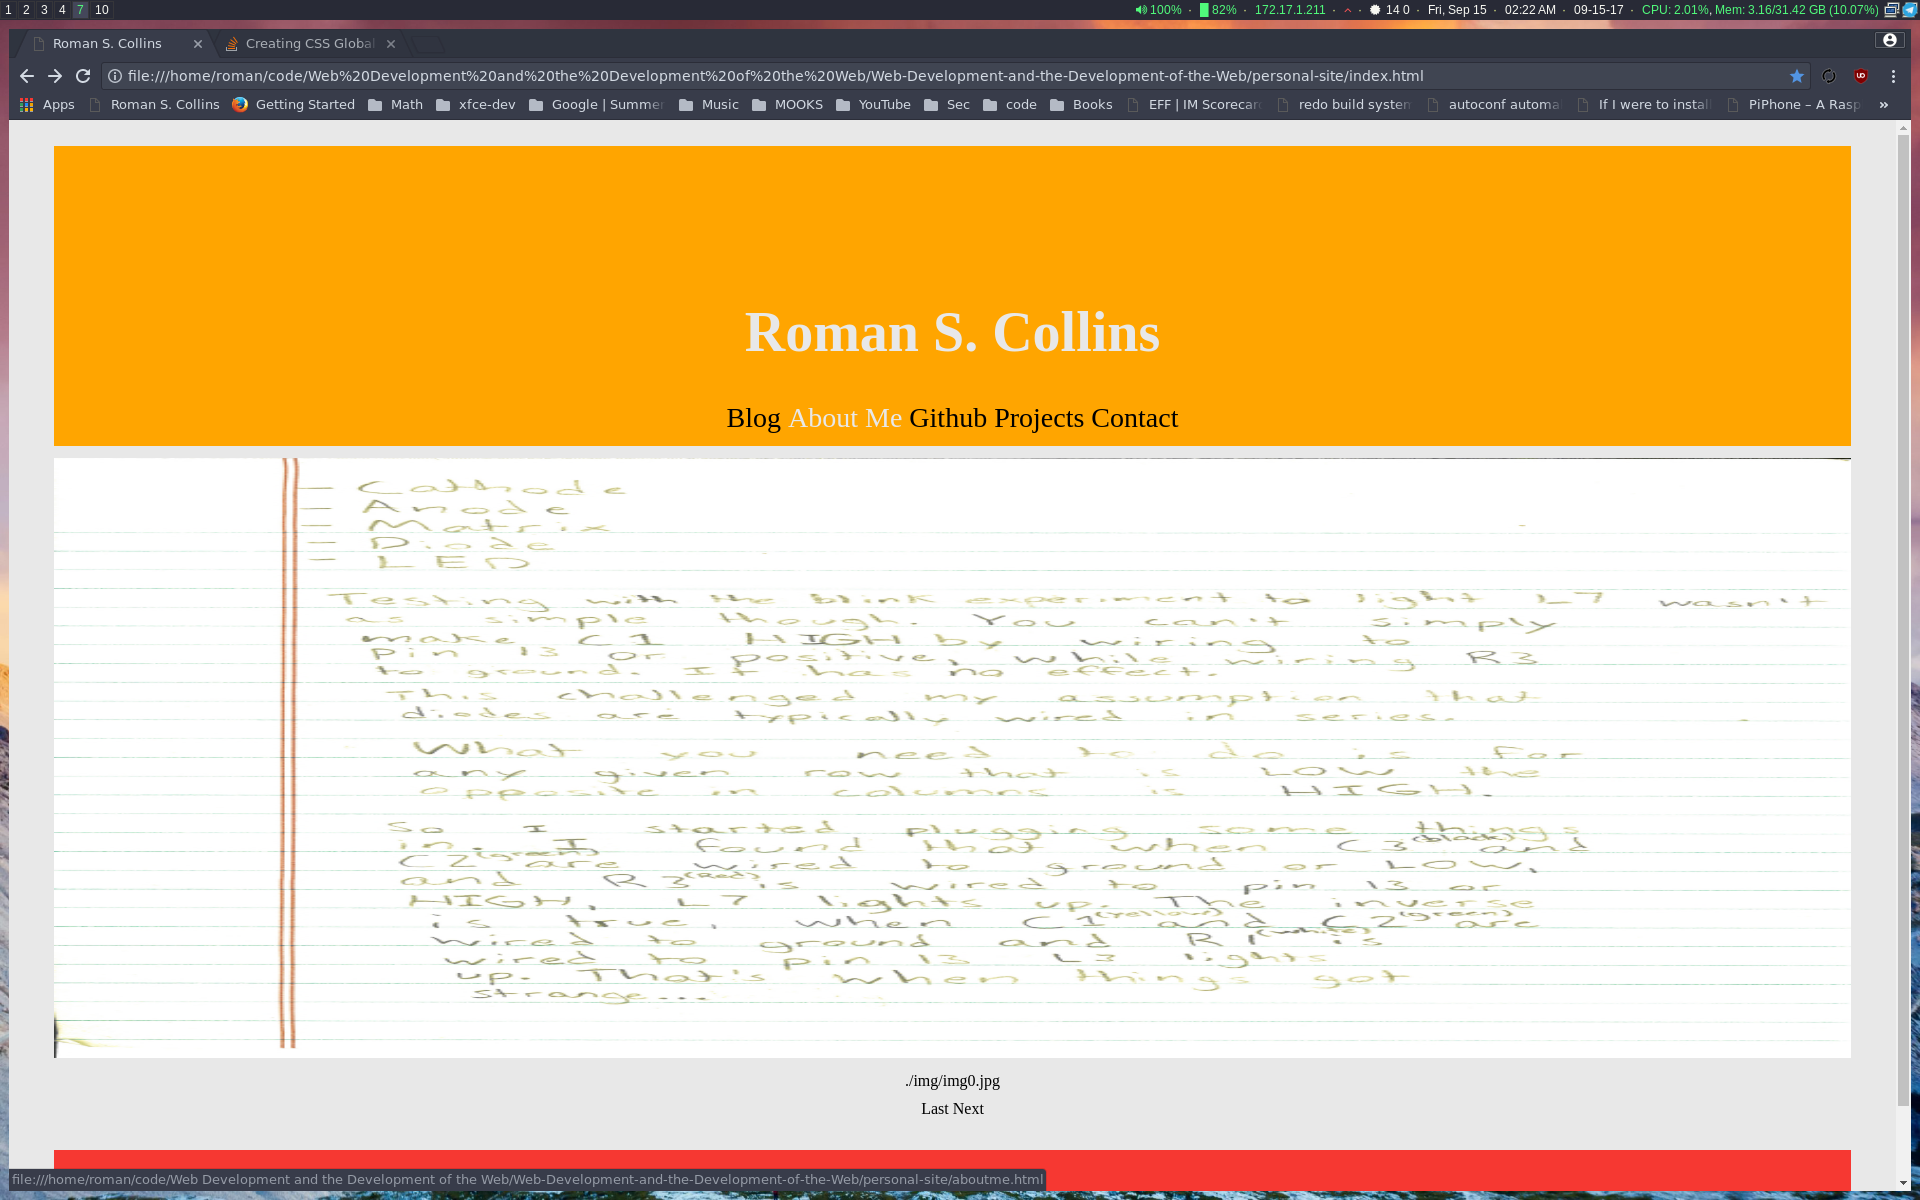 1 2 3 4 7 10
100% · 82% · 172.17.1.211 · · 14 0 · Fri, Sep 15 · 02:22 AM · 09-15-17 · CPU: 2.01%, Mem: 3.16/31.42 GB (10.07%)
Roman S. Collins
Creating CSS Global
file:///home/roman/code/Web%20Development%20and%20the%20Development%20of%20the%20Web/Web-Development-and-the-Development-of-the-Web/personal-site/index.html
Apps Roman S. Collins Getting Started Math xfce-dev Google | Summer Music MOOKS YouTube Sec code Books EFF | IM Scorecar redo build system autoconf automa If I were to install PiPhone – A Rasp »
Roman S. Collins
Blog About Me Github Projects Contact
— Cathode
— Anode
— Matrix
— Diode
— LED
Testing with the blink experiment to light L7 wasn't
as simple though. You can't simply
make C1 HIGH by wiring to
pin 13 or positive, while wiring R3
to ground. It has no effect.
This challenged my assumption that
diodes are typically wired in series.
What you need to do is for
any given row that is LOW the
opposite in columns is HIGH.
So I started plugging some things
in. I found that when C3 (black) and
C2 (green) are wired to ground or LOW,
and R3 (Red) is wired to pin 13 or
HIGH, L7 lights up. The inverse
is true, when C1 (yellow) and C2 (green) are
wired to ground and R1 (white) is
wired to pin 13 L3 lights
up. That's when things got
strange...
./img/img0.jpg
Last Next
file:///home/roman/code/Web Development and the Development of the Web/Web-Development-and-the-Development-of-the-Web/personal-site/aboutme.html